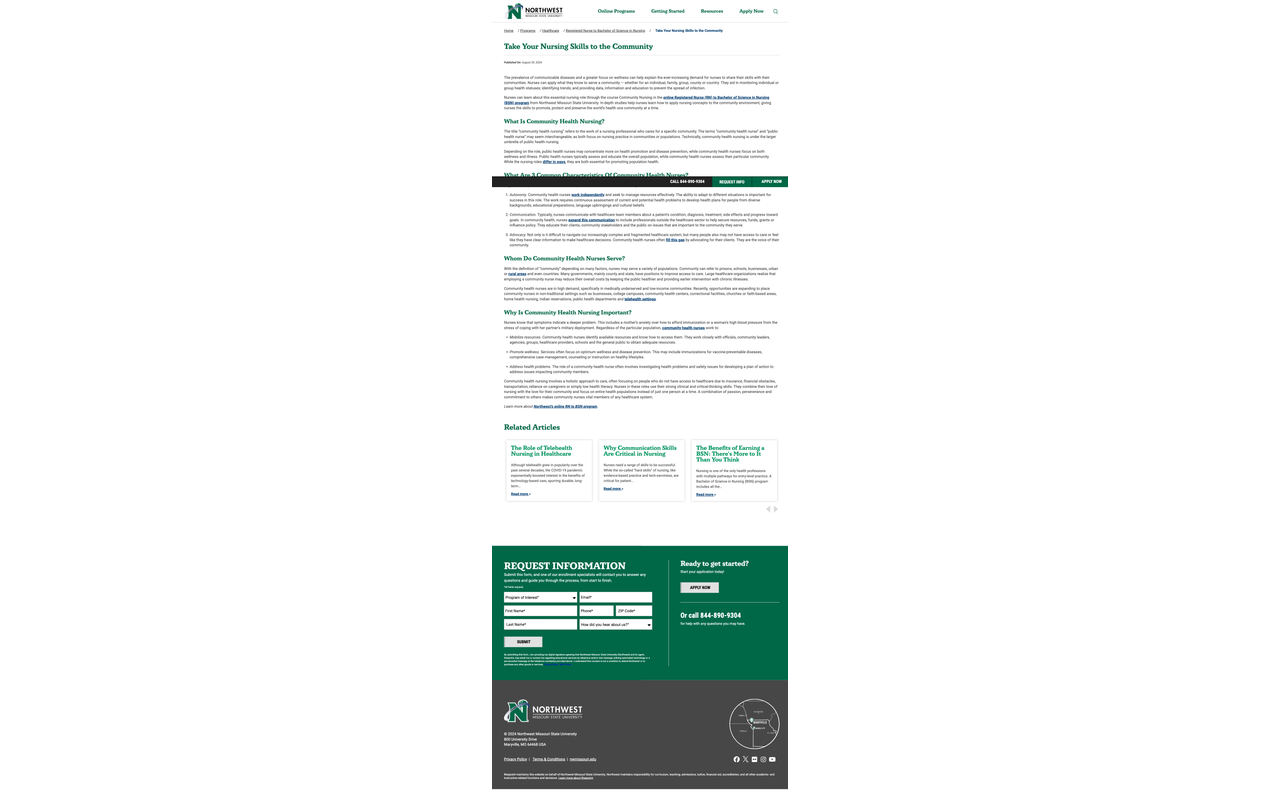 NORTHWEST
MISSOURI STATE UNIVERSITY
Online Programs Getting Started Resources Apply Now
Home / Programs / Healthcare / Registered Nurse to Bachelor of Science in Nursing / Take Your Nursing Skills to the Community
Take Your Nursing Skills to the Community
Published On: August 30, 2024
The prevalence of communicable diseases and a greater focus on wellness can help explain the ever-increasing demand for nurses to share their skills with their
communities. Nurses can apply what they know to serve a community — whether for an individual, family, group, county or country. They aid in monitoring individual or
group health statuses; identifying trends; and providing data, information and education to prevent the spread of infection.
Nurses can learn about this essential nursing role through the course Community Nursing in the online Registered Nurse (RN) to Bachelor of Science in Nursing
(BSN) program from Northwest Missouri State University. In-depth studies help nurses learn how to apply nursing concepts to the community environment, giving
nurses the skills to promote, protect and preserve the world's health one community at a time.
What Is Community Health Nursing?
The title "community health nursing" refers to the work of a nursing professional who cares for a specific community. The terms "community health nurse" and "public
health nurse" may seem interchangeable, as both focus on nursing practice in communities or populations. Technically, community health nursing is under the larger
umbrella of public health nursing.
Depending on the role, public health nurses may concentrate more on health promotion and disease prevention, while community health nurses focus on both
wellness and illness. Public health nurses typically assess and educate the overall population, while community health nurses assess their particular community.
While the nursing roles differ in ways, they are both essential for promoting population health.
What Are 3 Common Characteristics Of Community Health Nurses?
CALL 844-890-9304 REQUEST INFO APPLY NOW
1. Autonomy. Community health nurses work independently and seek to manage resources effectively. The ability to adapt to different situations is important for
success in this role. The work requires continuous assessment of current and potential health problems to develop health plans for people from diverse
backgrounds, educational preparations, language upbringings and cultural beliefs.
2. Communication. Typically, nurses communicate with healthcare team members about a patient's condition, diagnosis, treatment, side effects and progress toward
goals. In community health, nurses expand this communication to include professionals outside the healthcare sector to help secure resources, funds, grants or
influence policy. They educate their clients, community stakeholders and the public on issues that are important to the community they serve.
3. Advocacy. Not only is it difficult to navigate our increasingly complex and fragmented healthcare system, but many people also may not have access to care or feel
like they have clear information to make healthcare decisions. Community health nurses often fill this gap by advocating for their clients. They are the voice of their
community.
Whom Do Community Health Nurses Serve?
With the definition of "community" depending on many factors, nurses may serve a variety of populations. Community can refer to prisons, schools, businesses, urban
or rural areas and even countries. Many governments, mainly county and state, have positions to improve access to care. Large healthcare organizations realize that
employing a community nurse may reduce their overall costs by keeping the public healthier and providing earlier intervention with chronic illnesses.
Community health nurses are in high demand, specifically in medically underserved and low-income communities. Recently, opportunities are expanding to place
community nurses in non-traditional settings such as businesses, college campuses, community health centers, correctional facilities, churches or faith-based areas,
home health nursing, Indian reservations, public health departments and telehealth settings.
Why Is Community Health Nursing Important?
Nurses know that symptoms indicate a deeper problem. This includes a mother's anxiety over how to afford immunization or a woman's high blood pressure from the
stress of coping with her partner's military deployment. Regardless of the particular population, community health nurses work to:
• Mobilize resources. Community health nurses identify available resources and know how to access them. They work closely with officials, community leaders,
agencies, groups, healthcare providers, schools and the general public to obtain adequate resources.
• Promote wellness. Services often focus on optimum wellness and disease prevention. This may include immunizations for vaccine-preventable diseases,
comprehensive case management, counseling or instruction on healthy lifestyles.
• Address health problems. The role of a community health nurse often involves investigating health problems and safety issues for developing a plan of action to
address issues impacting community members.
Community health nursing involves a holistic approach to care, often focusing on people who do not have access to healthcare due to insurance, financial obstacles,
transportation, reliance on caregivers or simply low health literacy. Nurses in these roles use their strong clinical and critical-thinking skills. They combine their love of
nursing with the love for their community and focus on entire health populations instead of just one person at a time. A combination of passion, perseverance and
commitment to others makes community nurses vital members of any healthcare system.
Learn more about Northwest's online RN to BSN program.
Related Articles
The Role of Telehealth
Nursing in Healthcare
Although telehealth grew in popularity over the
past several decades, the COVID-19 pandemic
exponentially boosted interest in the benefits of
technology-based care, spurring durable, long-
term...
Read more »
Why Communication Skills
Are Critical in Nursing
Nurses need a range of skills to be successful.
While the so-called "hard skills" of nursing, like
evidence-based practice and tech-savviness, are
critical for patient...
Read more »
The Benefits of Earning a
BSN: There's More to It
Than You Think
Nursing is one of the only health professions
with multiple pathways for entry-level practice. A
Bachelor of Science in Nursing (BSN) program
includes all the...
Read more »
REQUEST INFORMATION
Submit this form, and one of our enrollment specialists will contact you to answer any
questions and guide you through the process, from start to finish.
Program of Interest* Email*
First Name* Phone* ZIP Code*
Last Name* How did you hear about us?*
SUBMIT
Ready to get started?
Start your application today!
APPLY NOW
Or call 844-890-9304
for help with any questions you may have.
NORTHWEST
MISSOURI STATE UNIVERSITY
© 2024 Northwest Missouri State University
800 University Drive
Maryville, MO 64468 USA
Privacy Policy | Terms & Conditions | nwmissouri.edu